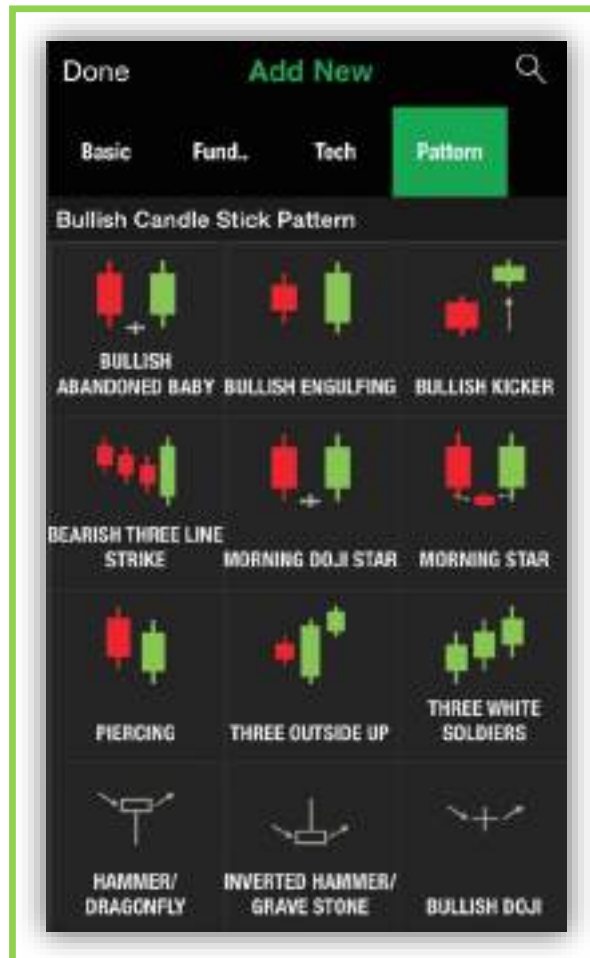 Done Add New
Basic Fund.. Tech Pattern
Bullish Candle Stick Pattern
BULLISH
ABANDONED BABY BULLISH ENGULFING BULLISH KICKER
BEARISH THREE LINE
STRIKE MORNING DOJI STAR MORNING STAR
THREE WHITE
PIERCING THREE OUTSIDE UP SOLDIERS
HAMMER/ INVERTED HAMMER/
DRAGONFLY GRAVE STONE BULLISH DOJI